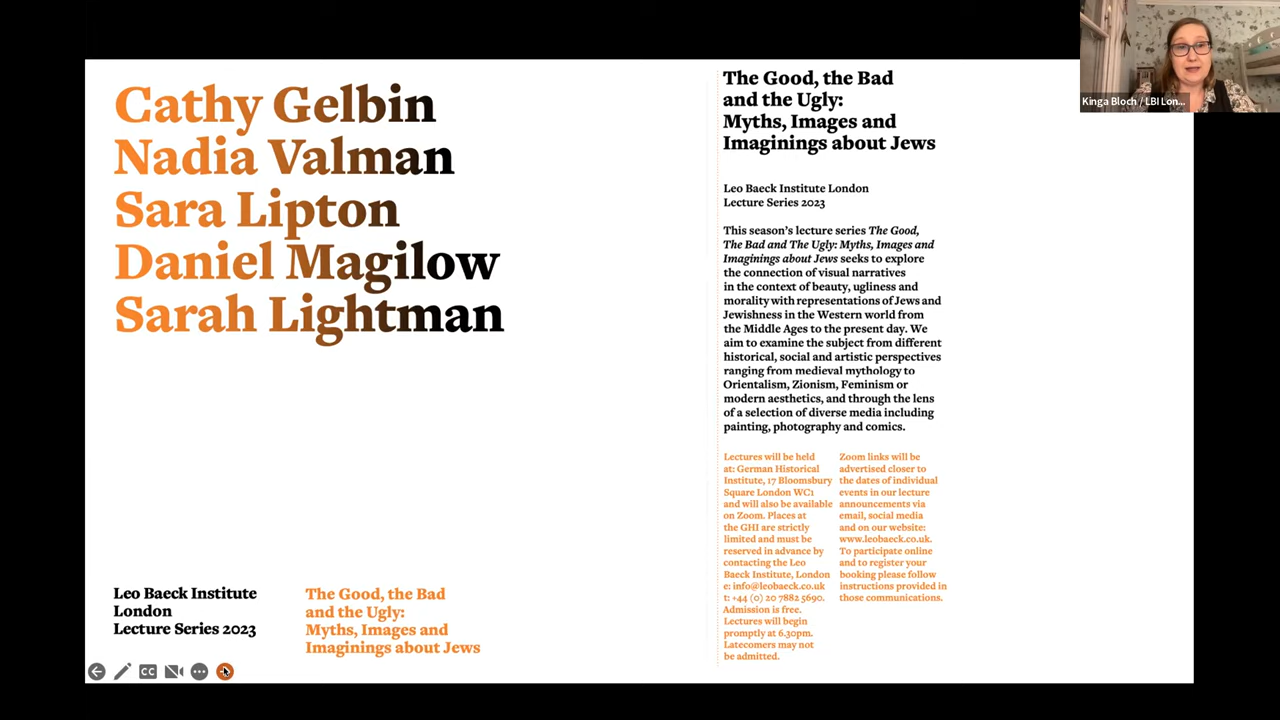 Cathy Gelbin
Nadia Valman
Sara Lipton
Daniel Magilow
Sarah Lightman
Leo Baeck Institute
London
Lecture Series 2023
The Good, the Bad
and the Ugly:
Myths, Images and
Imaginings about Jews
The Good, the Bad
and the Ugly:
Myths, Images and
Imaginings about Jews
Leo Baeck Institute London
Lecture Series 2023
This season's lecture series The Good,
The Bad and The Ugly: Myths, Images and
Imaginings about Jews seeks to explore
the connection of visual narratives
in the context of beauty, ugliness and
morality with representations of Jews and
Jewishness in the Western world from
the Middle Ages to the present day. We
aim to examine the subject from different
historical, social and artistic perspectives
ranging from medieval mythology to
Orientalism, Zionism, Feminism or
modern aesthetics, and through the lens
of a selection of diverse media including
painting, photography and comics.
Lectures will be held
at: German Historical
Institute, 17 Bloomsbury
Square London WC1
and will also be available
on Zoom. Places at
the GHI are strictly
limited and must be
reserved in advance by
contacting the Leo
Baeck Institute, London
e: info@leobaeck.co.uk
t: +44 (0) 20 7882 5690.
Admission is free.
Lectures will begin
promptly at 6.30pm.
Latecomers may not
be admitted.
Zoom links will be
advertised closer to
the dates of individual
events in our lecture
announcements via
email, social media
and on our website:
www.leobaeck.co.uk.
To participate online
and to register your
booking please follow
instructions provided in
those communications.
Kinga Bloch / LBI Lon...
CC